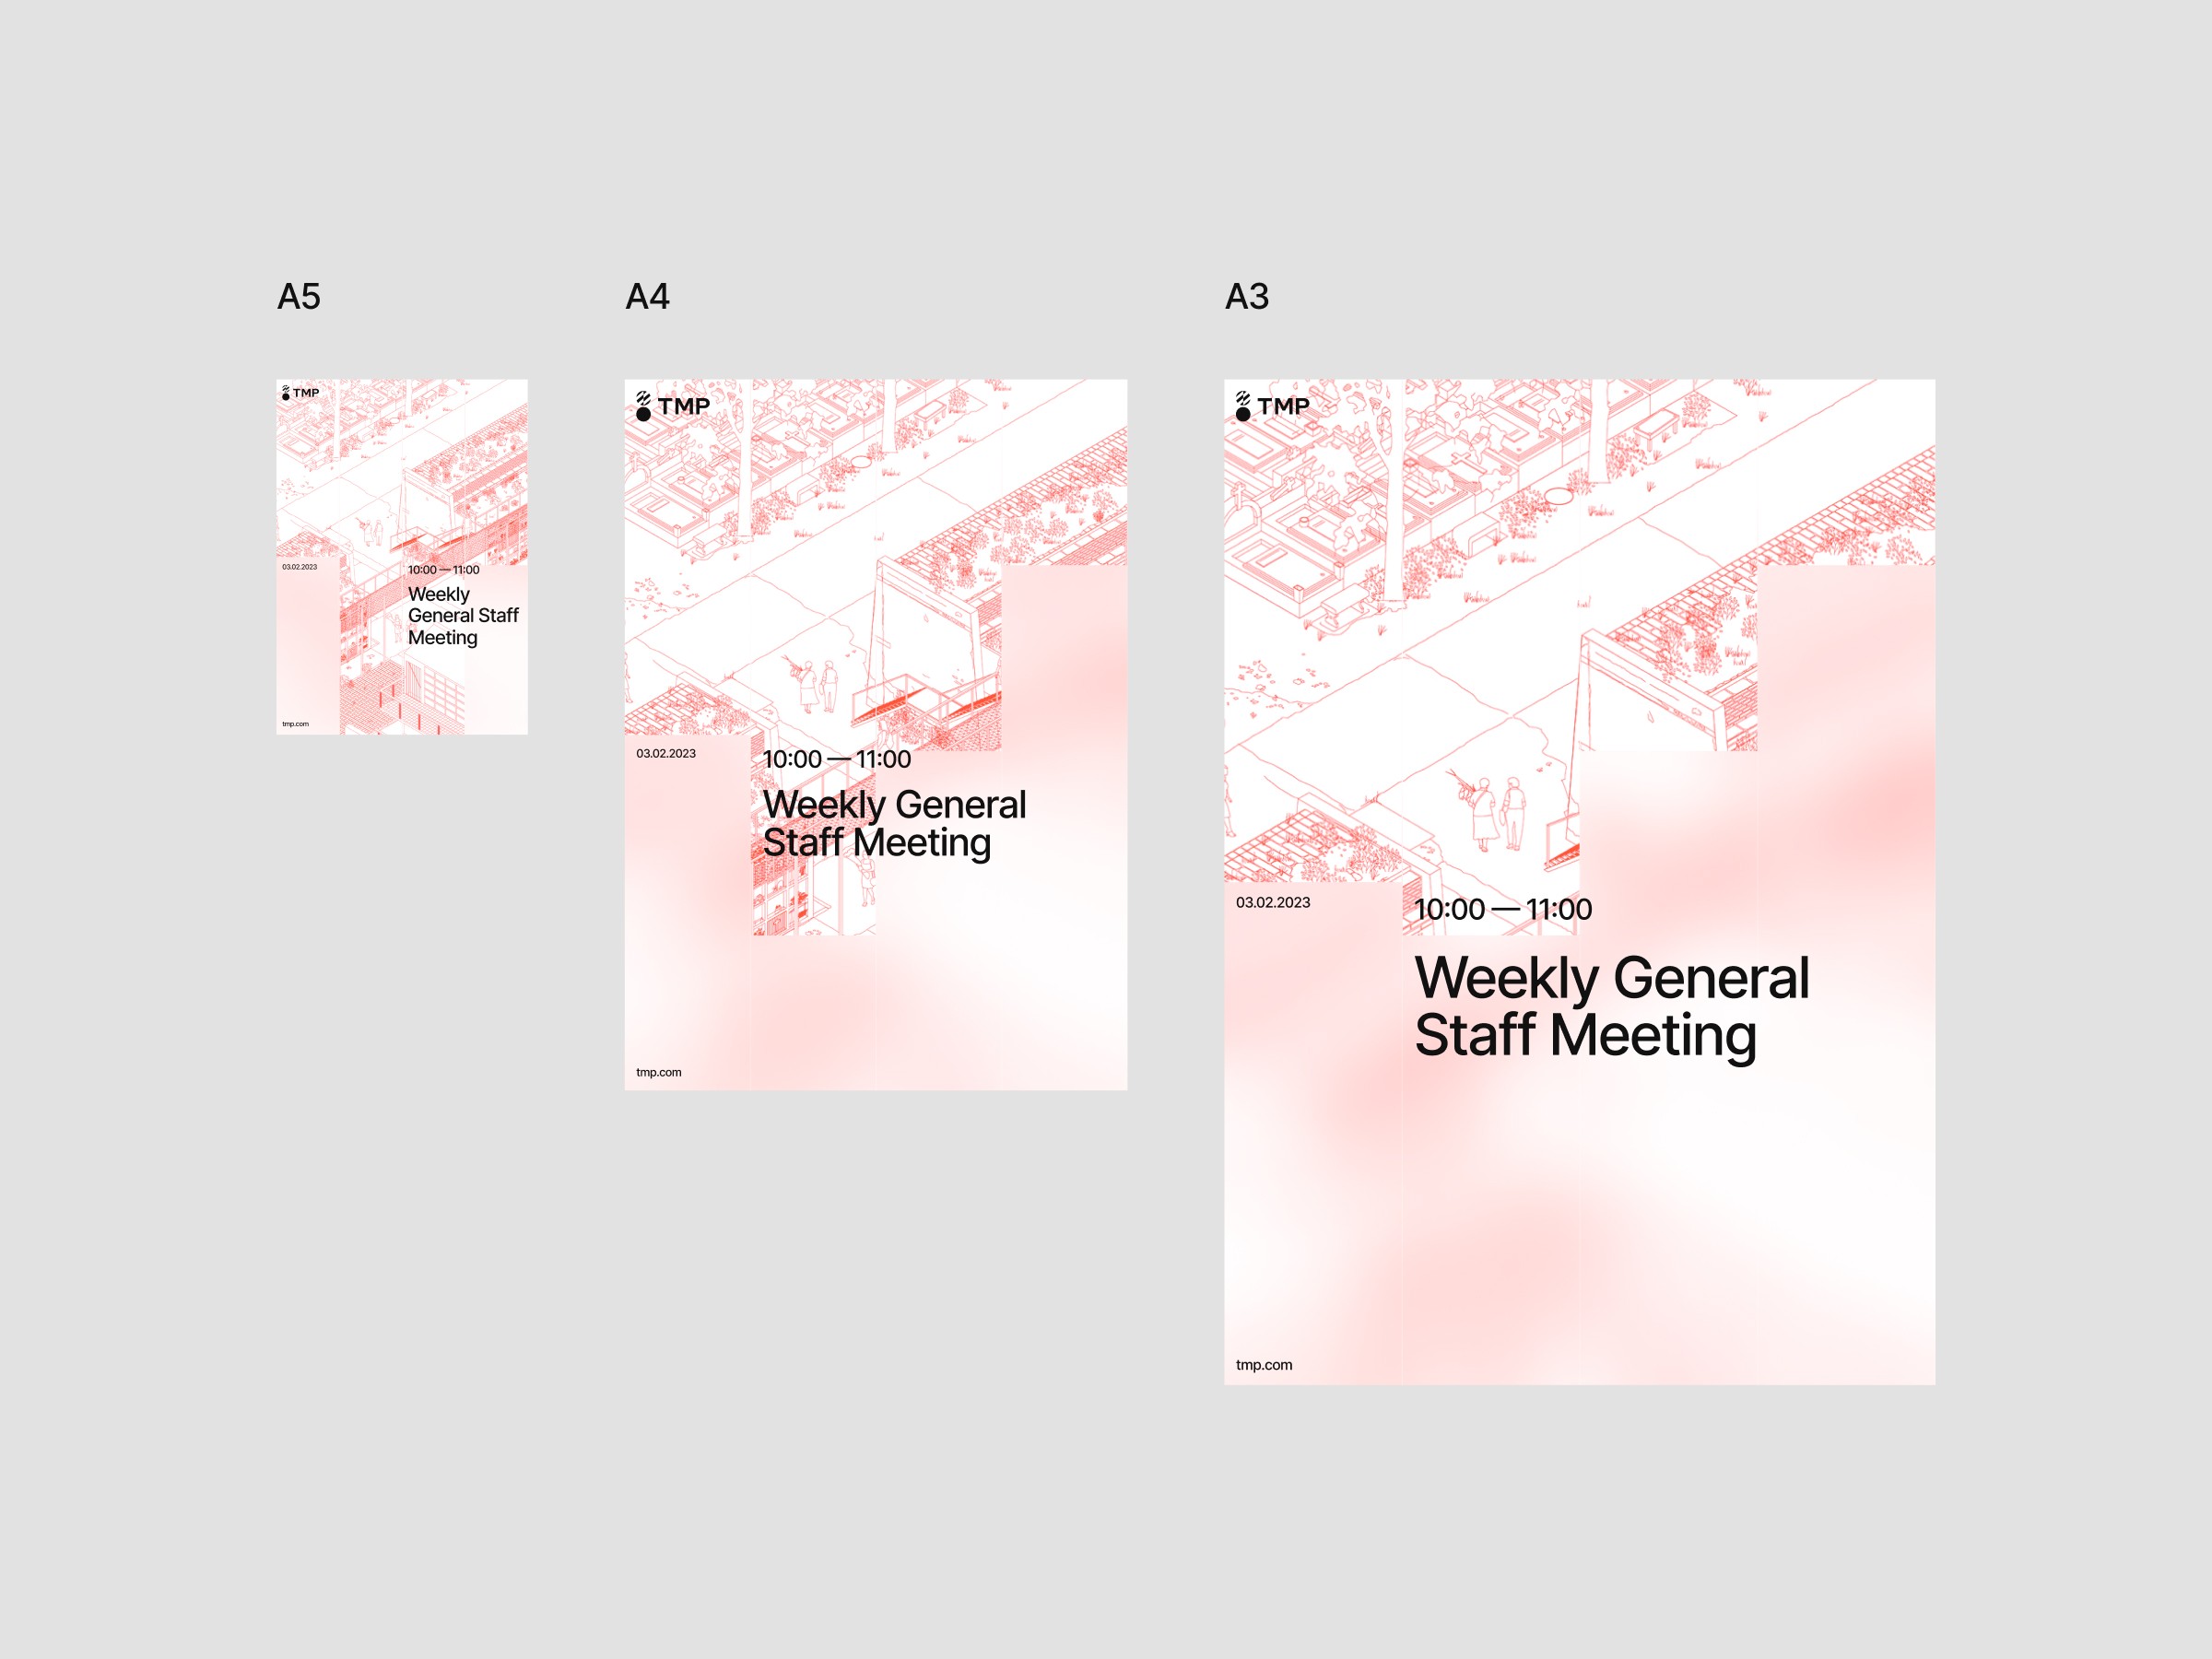 A5
TMP
03.02.2023
10:00 — 11:00
Weekly
General Staff
Meeting
tmp.com
A4
TMP
03.02.2023
10:00 — 11:00
Weekly General
Staff Meeting
tmp.com
A3
TMP
03.02.2023
10:00 — 11:00
Weekly General
Staff Meeting
tmp.com